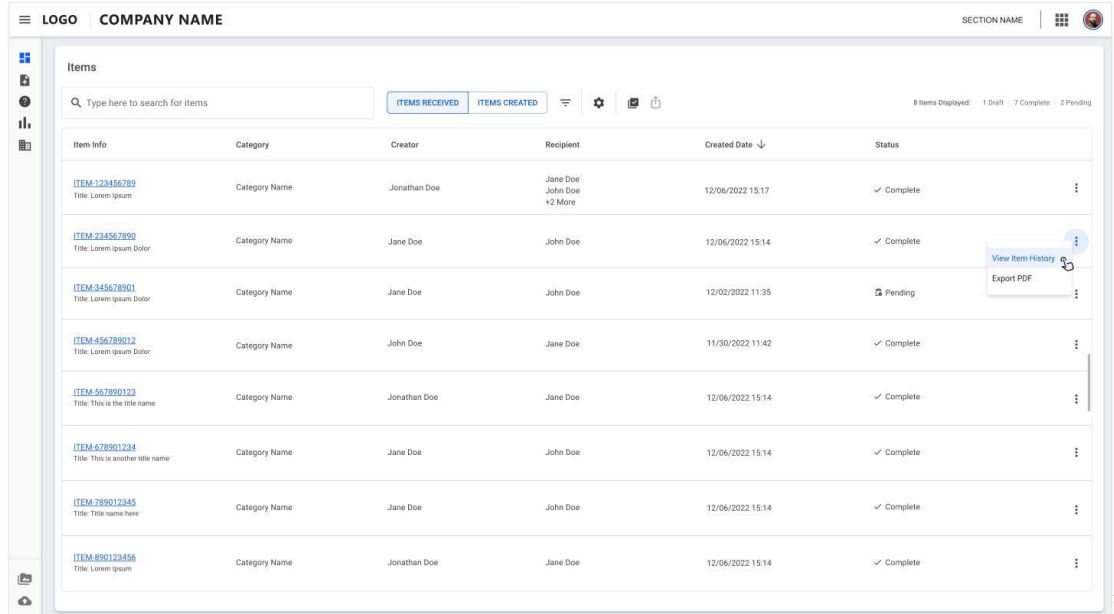 LOGO COMPANY NAME SECTION NAME
Items
Type here to search for items ITEMS RECEIVED ITEMS CREATED 8 Items Displayed: 1 Draft 7 Complete 2 Pending
Item Info Category Creator Recipient Created Date Status
ITEM-123456789
Title: Lorem Ipsum
Category Name
Jonathan Doe
Jane Doe
John Doe
+2 More
12/06/2022 15:17
Complete
ITEM-234567890
Title: Lorem Ipsum Dolor
Category Name
Jane Doe
John Doe
12/06/2022 15:14
Complete
View Item History
Export PDF
ITEM-345678901
Title: Lorem Ipsum Dolor
Category Name
Jane Doe
John Doe
12/02/2022 11:35
Pending
ITEM-456789012
Title: Lorem Ipsum Dolor
Category Name
John Doe
Jane Doe
11/30/2022 11:42
Complete
ITEM-567890123
Title: This is the title name
Category Name
Jonathan Doe
Jane Doe
12/06/2022 15:14
Complete
ITEM-678901234
Title: This is another title name
Category Name
Jane Doe
John Doe
12/06/2022 15:14
Complete
ITEM-789012345
Title: Title name here
Category Name
Jane Doe
John Doe
12/06/2022 15:14
Complete
ITEM-890123456
Title: Lorem Ipsum
Category Name
Jonathan Doe
Jane Doe
12/06/2022 15:14
Complete